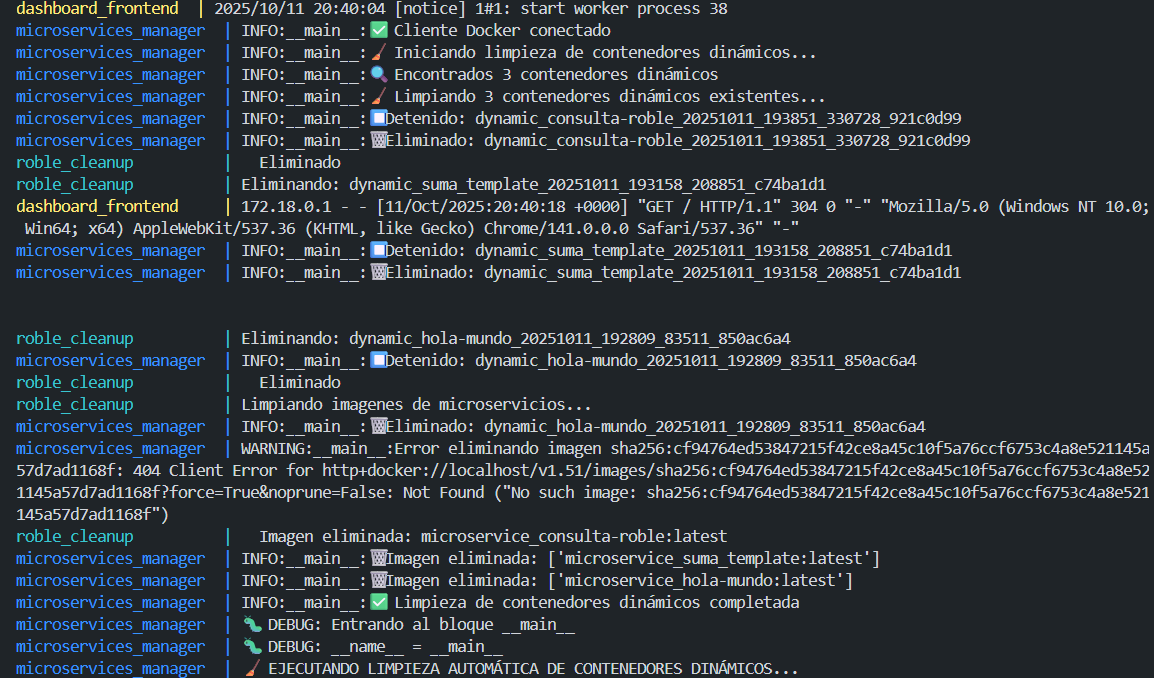 dashboard_frontend | 2025/10/11 20:40:04 [notice] 1#1: start worker process 38
microservices_manager | INFO:__main__:✅ Cliente Docker conectado
microservices_manager | INFO:__main__:🧹 Iniciando limpieza de contenedores dinámicos...
microservices_manager | INFO:__main__:🔍 Encontrados 3 contenedores dinámicos
microservices_manager | INFO:__main__:🧹 Limpiando 3 contenedores dinámicos existentes...
microservices_manager | INFO:__main__:⏹️Detenido: dynamic_consulta-roble_20251011_193851_330728_921c0d99
microservices_manager | INFO:__main__:🗑️Eliminado: dynamic_consulta-roble_20251011_193851_330728_921c0d99
roble_cleanup |   Eliminado
roble_cleanup | Eliminando: dynamic_suma_template_20251011_193158_208851_c74ba1d1
dashboard_frontend | 172.18.0.1 - - [11/Oct/2025:20:40:18 +0000] "GET / HTTP/1.1" 304 0 "-" "Mozilla/5.0 (Windows NT 10.0;
 Win64; x64) AppleWebKit/537.36 (KHTML, like Gecko) Chrome/141.0.0.0 Safari/537.36" "-"
microservices_manager | INFO:__main__:⏹️Detenido: dynamic_suma_template_20251011_193158_208851_c74ba1d1
microservices_manager | INFO:__main__:🗑️Eliminado: dynamic_suma_template_20251011_193158_208851_c74ba1d1
roble_cleanup | Eliminando: dynamic_hola-mundo_20251011_192809_83511_850ac6a4
microservices_manager | INFO:__main__:⏹️Detenido: dynamic_hola-mundo_20251011_192809_83511_850ac6a4
roble_cleanup |   Eliminado
roble_cleanup | Limpiando imagenes de microservicios...
microservices_manager | INFO:__main__:🗑️Eliminado: dynamic_hola-mundo_20251011_192809_83511_850ac6a4
microservices_manager | WARNING:__main__:Error eliminando imagen sha256:cf94764ed53847215f42ce8a45c10f5a76ccf6753c4a8e521145a
57d7ad1168f: 404 Client Error for http+docker://localhost/v1.51/images/sha256:cf94764ed53847215f42ce8a45c10f5a76ccf6753c4a8e52
1145a57d7ad1168f?force=True&noprune=False: Not Found ("No such image: sha256:cf94764ed53847215f42ce8a45c10f5a76ccf6753c4a8e521
145a57d7ad1168f")
roble_cleanup |   Imagen eliminada: microservice_consulta-roble:latest
microservices_manager | INFO:__main__:🗑️Imagen eliminada: ['microservice_suma_template:latest']
microservices_manager | INFO:__main__:🗑️Imagen eliminada: ['microservice_hola-mundo:latest']
microservices_manager | INFO:__main__:✅ Limpieza de contenedores dinámicos completada
microservices_manager | 🐛 DEBUG: Entrando al bloque __main__
microservices_manager | 🐛 DEBUG: __name__ = __main__
microservices_manager | 🧹 EJECUTANDO LIMPIEZA AUTOMÁTICA DE CONTENEDORES DINÁMICOS...